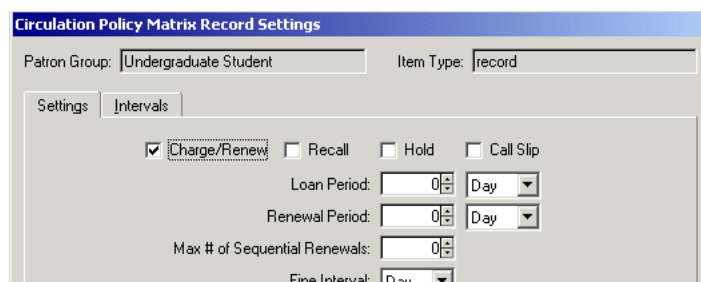 Circulation Policy Matrix Record Settings
Patron Group: Undergraduate Student Item Type: record
Settings Intervals
Charge/Renew Recall Hold Call Slip
Loan Period: 0 Day
Renewal Period: 0 Day
Max # of Sequential Renewals: 0
Fine Interval: Day